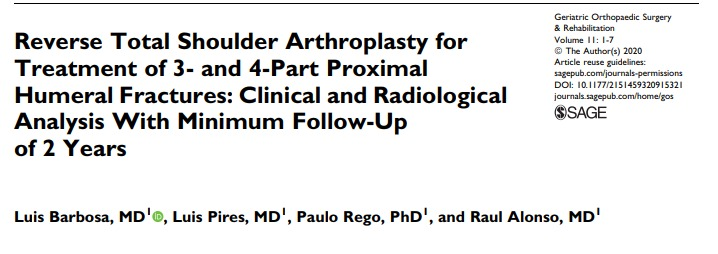 Reverse Total Shoulder Arthroplasty for
Treatment of 3- and 4-Part Proximal
Humeral Fractures: Clinical and Radiological
Analysis With Minimum Follow-Up
of 2 Years
Geriatric Orthopaedic Surgery
& Rehabilitation
Volume 11: 1-7
© The Author(s) 2020
Article reuse guidelines:
sagepub.com/journals-permissions
DOI: 10.1177/2151459320915321
journals.sagepub.com/home/gos
SAGE
Luis Barbosa, MD¹ iD, Luis Pires, MD¹, Paulo Rego, PhD¹, and Raul Alonso, MD¹